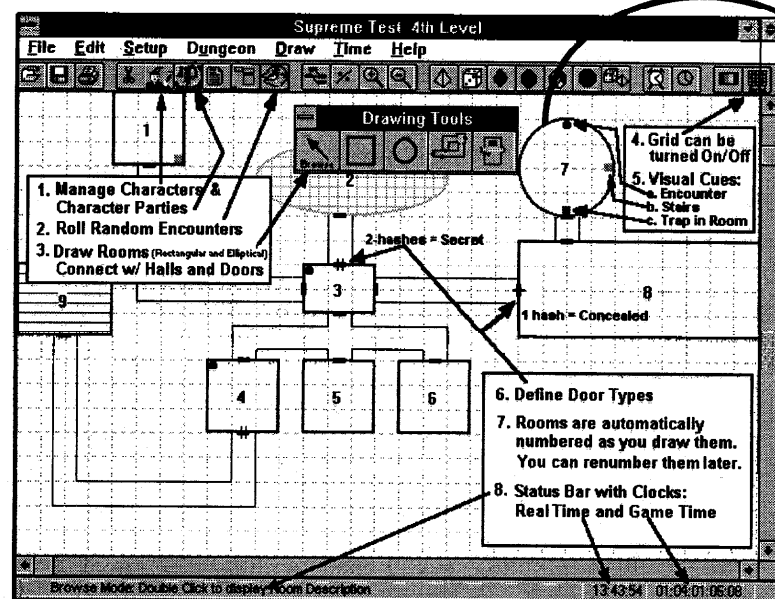 Supreme Test 4th Level
File Edit Setup Dungeon Draw Time Help
Drawing Tools
1
2
7
4. Grid can be
turned On/Off
5. Visual Cues:
a. Encounter
b. Stairs
c. Trap in Room
1. Manage Characters &
Character Parties
2. Roll Random Encounters
3. Draw Rooms (Rectangular and Elliptical)
Connect w/ Halls and Doors
2-hashes = Secret
9
3
8
1 hash = Concealed
4
5
6
6. Define Door Types
7. Rooms are automatically
numbered as you draw them.
You can renumber them later.
8. Status Bar with Clocks:
Real Time and Game Time
Browse Mode: Double Click to display Room Description
13:43:54
01:04:01:06:08